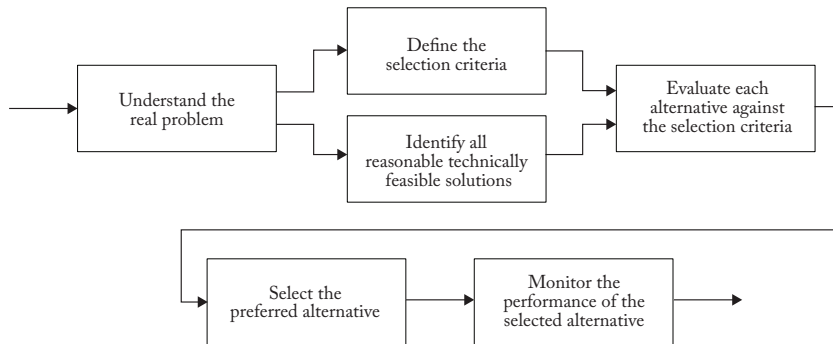 Understand the
real problem
Define the
selection criteria
Identify all
reasonable technically
feasible solutions
Evaluate each
alternative against
the selection criteria
Select the
preferred alternative
Monitor the
performance of the
selected alternative